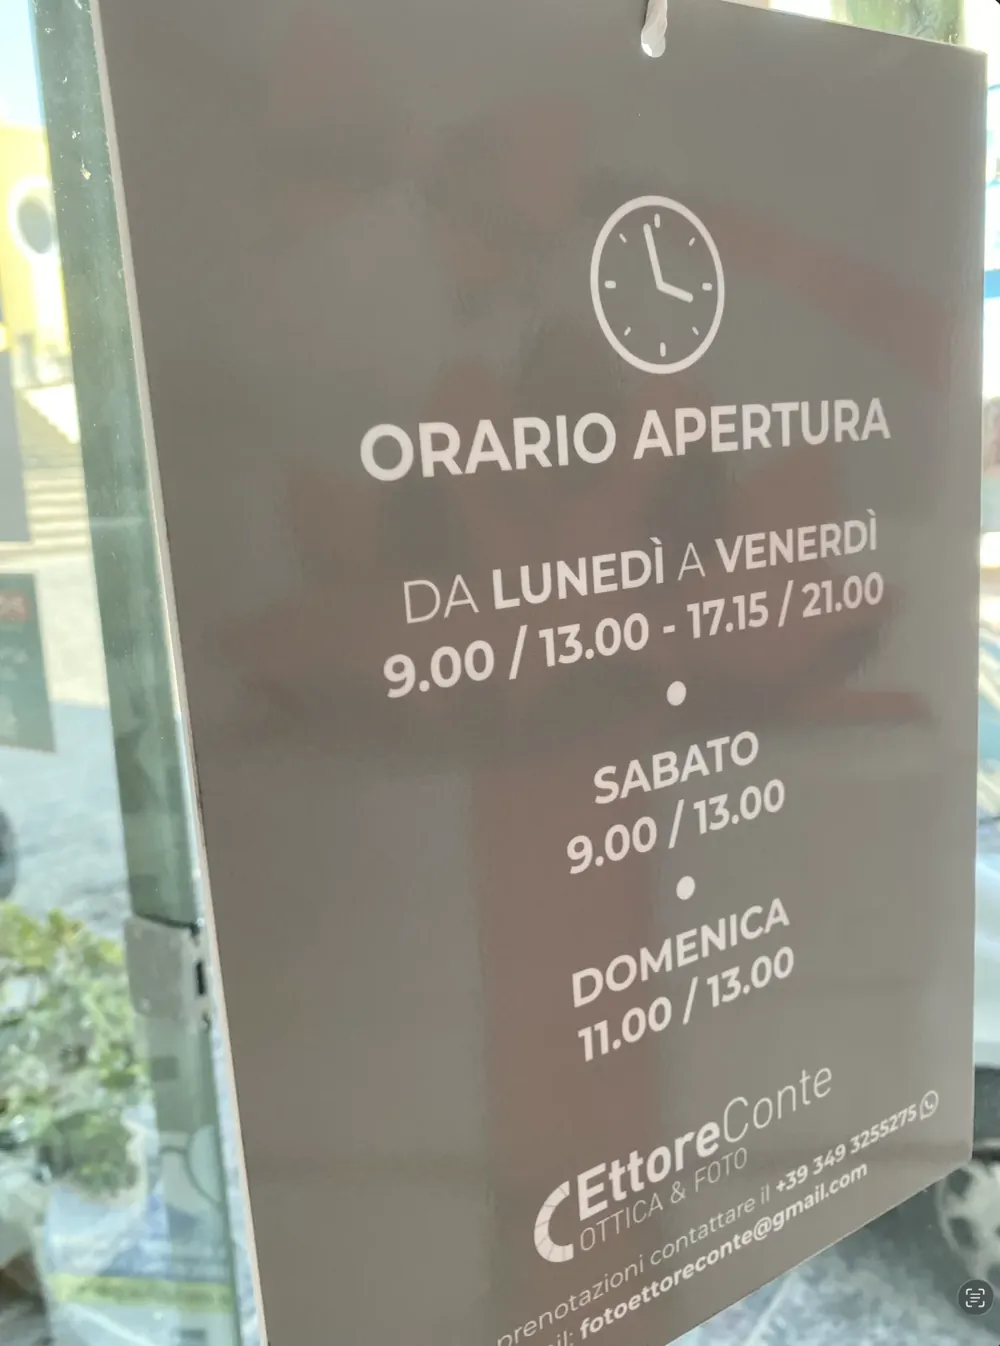 ORARIO APERTURA
DA LUNEDÌ A VENERDÌ
9.00 / 13.00 - 17.15 / 21.00
SABATO
9.00 / 13.00
DOMENICA
11.00 / 13.00
EttoreConte
OTTICA & FOTO
prenotazioni contattare il +39 349 3255275
fotoettoreconte@gmail.com